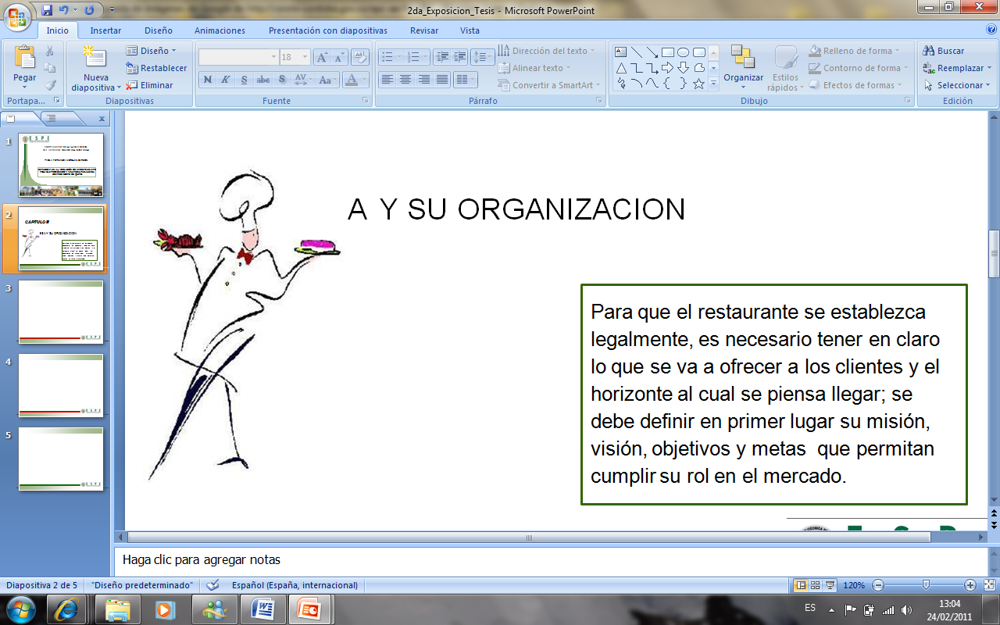 2da_Exposicion_Tesis - Microsoft PowerPoint
Inicio Insertar Diseño Animaciones Presentación con diapositivas Revisar Vista
Pegar
Portapa...
Nueva diapositiva
Diseño
Restablecer
Eliminar
Diapositivas
18
N K S abc S AV Aa A
Fuente
Dirección del texto
Alinear texto
Convertir a SmartArt
Párrafo
Organizar
Estilos rápidos
Relleno de forma
Contorno de forma
Efectos de formas
Dibujo
Buscar
Reemplazar
Seleccionar
Edición
1
E S P E
2
CAPITULO III
3
4
5
A Y SU ORGANIZACION
Para que el restaurante se establezca
legalmente, es necesario tener en claro
lo que se va a ofrecer a los clientes y el
horizonte al cual se piensa llegar; se
debe definir en primer lugar su misión,
visión, objetivos y metas que permitan
cumplir su rol en el mercado.
Haga clic para agregar notas
Diapositiva 2 de 5 "Diseño predeterminado" Español (España, internacional) 120%
ES 13:04
24/02/2011